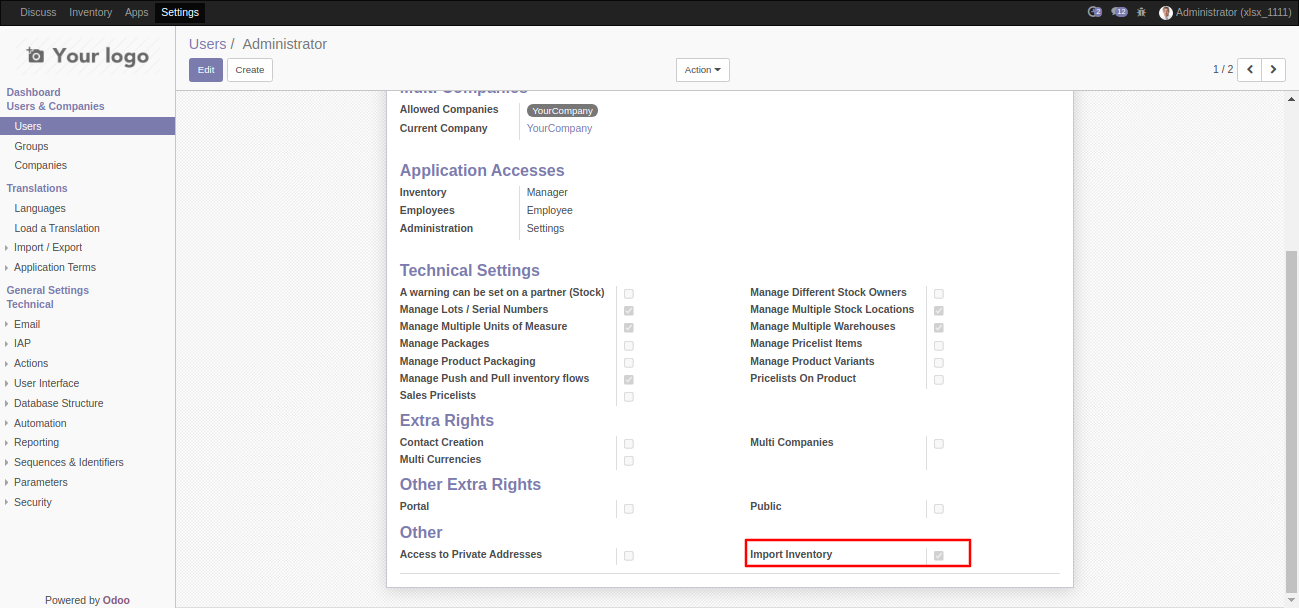 Discuss Inventory Apps Settings 2 12 Administrator (xlsx_1111)
Your logo
Users / Administrator
Edit Create Action 1 / 2
Dashboard
Users & Companies
Users
Groups
Companies
Translations
Languages
Load a Translation
Import / Export
Application Terms
General Settings
Technical
Email
IAP
Actions
User Interface
Database Structure
Automation
Reporting
Sequences & Identifiers
Parameters
Security
Powered by Odoo
Multi Companies
Allowed Companies YourCompany
Current Company YourCompany
Application Accesses
Inventory Manager
Employees Employee
Administration Settings
Technical Settings
A warning can be set on a partner (Stock) Manage Different Stock Owners
Manage Lots / Serial Numbers Manage Multiple Stock Locations
Manage Multiple Units of Measure Manage Multiple Warehouses
Manage Packages Manage Pricelist Items
Manage Product Packaging Manage Product Variants
Manage Push and Pull inventory flows Pricelists On Product
Sales Pricelists
Extra Rights
Contact Creation Multi Companies
Multi Currencies
Other Extra Rights
Portal Public
Other
Access to Private Addresses Import Inventory